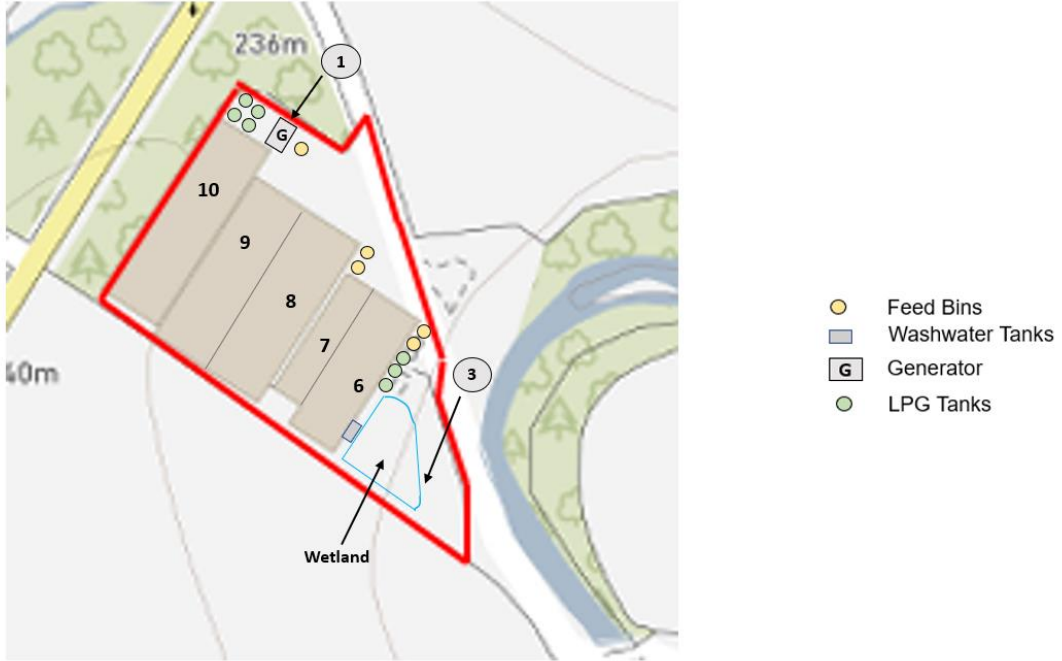 236m
1
G
10
9
8
7
6
3
40m
Wetland
Feed Bins
Washwater Tanks
G Generator
LPG Tanks